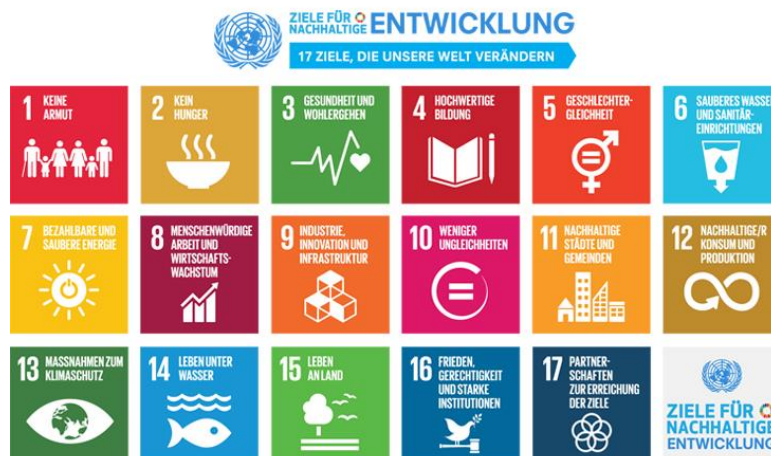 ZIELE FÜR
NACHHALTIGE ENTWICKLUNG
17 ZIELE, DIE UNSERE WELT VERÄNDERN
1 KEINE
ARMUT
2 KEIN
HUNGER
3 GESUNDHEIT UND
WOHLERGEHEN
4 HOCHWERTIGE
BILDUNG
5 GESCHLECHTER-
GLEICHHEIT
6 SAUBERES WASSER
UND SANITÄR-
EINRICHTUNGEN
7 BEZAHLBARE UND
SAUBERE ENERGIE
8 MENSCHENWÜRDIGE
ARBEIT UND
WIRTSCHAFTS-
WACHSTUM
9 INDUSTRIE,
INNOVATION UND
INFRASTRUKTUR
10 WENIGER
UNGLEICHHEITEN
11 NACHHALTIGE
STÄDTE UND
GEMEINDEN
12 NACHHALTIGE/R
KONSUM UND
PRODUKTION
13 MASSNAHMEN ZUM
KLIMASCHUTZ
14 LEBEN UNTER
WASSER
15 LEBEN
AN LAND
16 FRIEDEN,
GERECHTIGKEIT
UND STARKE
INSTITUTIONEN
17 PARTNER-
SCHAFTEN
ZUR ERREICHUNG
DER ZIELE
ZIELE FÜR
NACHHALTIGE
ENTWICKLUNG